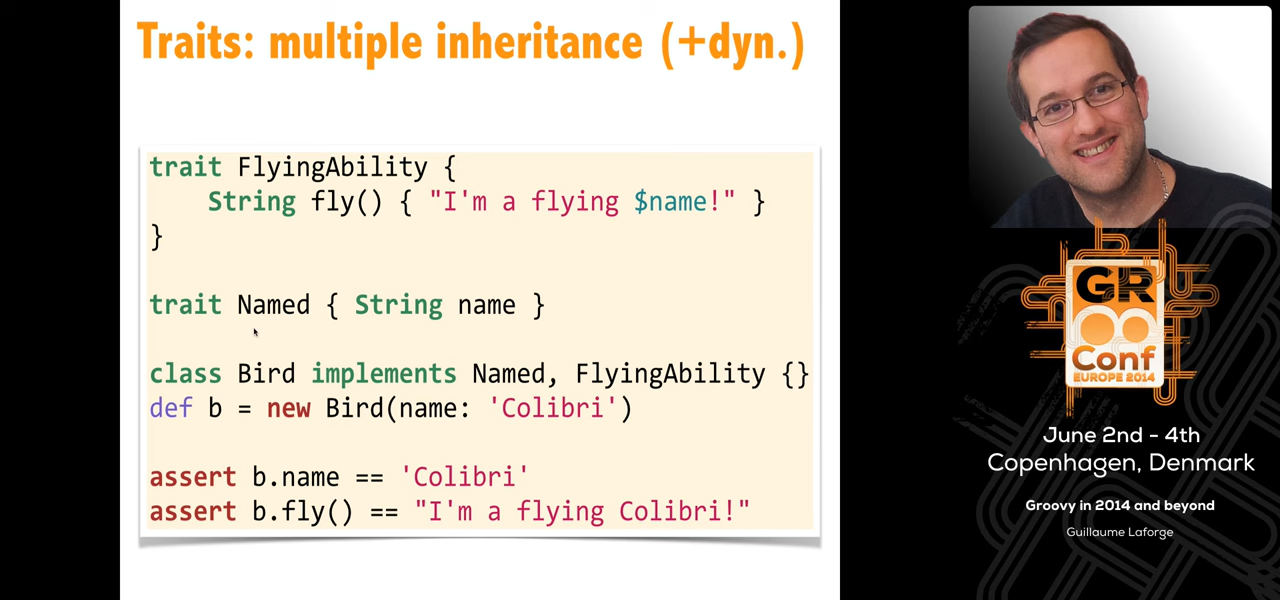 Traits: multiple inheritance (+dyn.)
trait FlyingAbility {
    String fly() { "I'm a flying $name!" }
}
trait Named { String name }
class Bird implements Named, FlyingAbility {}
def b = new Bird(name: 'Colibri')
assert b.name == 'Colibri'
assert b.fly() == "I'm a flying Colibri!"
GR
Conf
EUROPE 2014
June 2nd - 4th
Copenhagen, Denmark
Groovy in 2014 and beyond
Guillaume Laforge